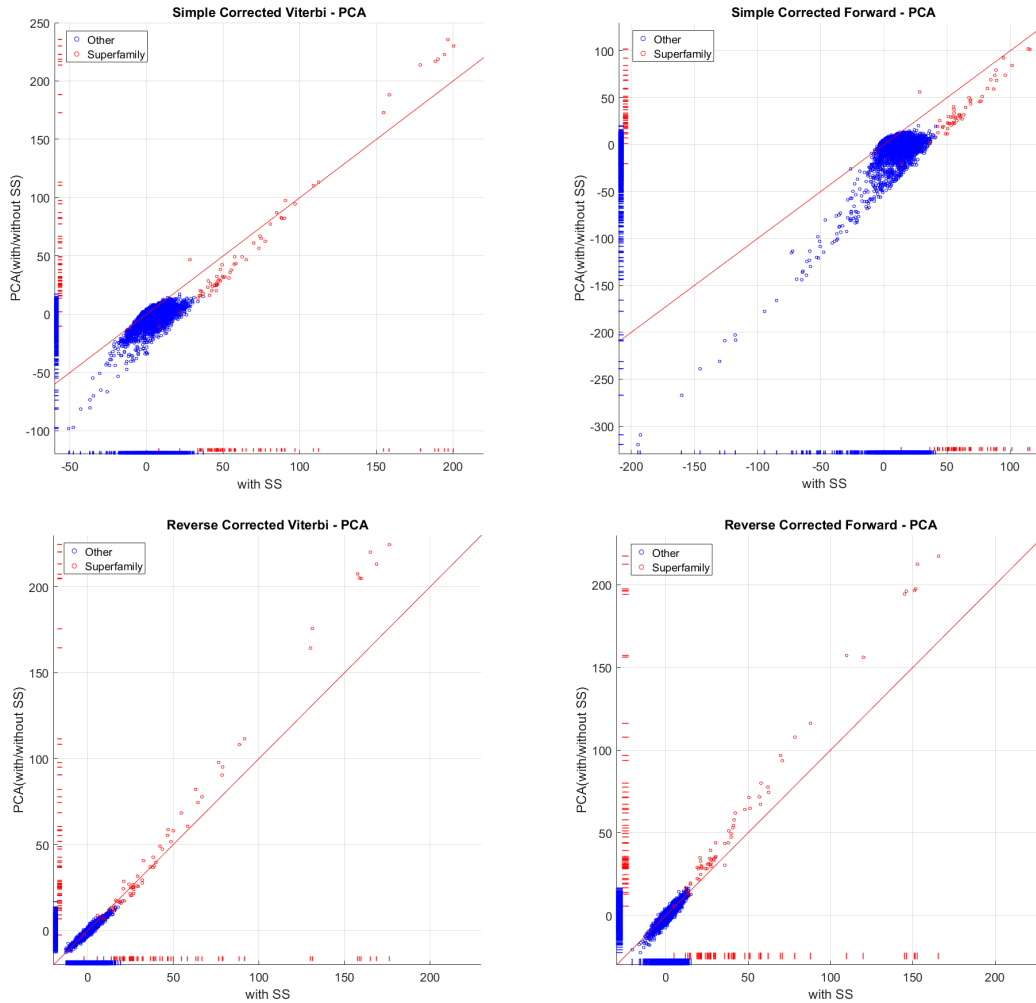 Simple Corrected Viterbi - PCA
250
200
150
100
50
0
-50
-100
PCA(with/without SS)
Other
Superfamily
-50 0 50 100 150 200
with SS
Simple Corrected Forward - PCA
100
50
0
-50
-100
-150
-200
-250
-300
PCA(with/without SS)
Other
Superfamily
-200 -150 -100 -50 0 50 100
with SS
Reverse Corrected Viterbi - PCA
200
150
100
50
0
PCA(with/without SS)
Other
Superfamily
0 50 100 150 200
with SS
Reverse Corrected Forward - PCA
200
150
100
50
0
PCA(with/without SS)
Other
Superfamily
0 50 100 150 200
with SS